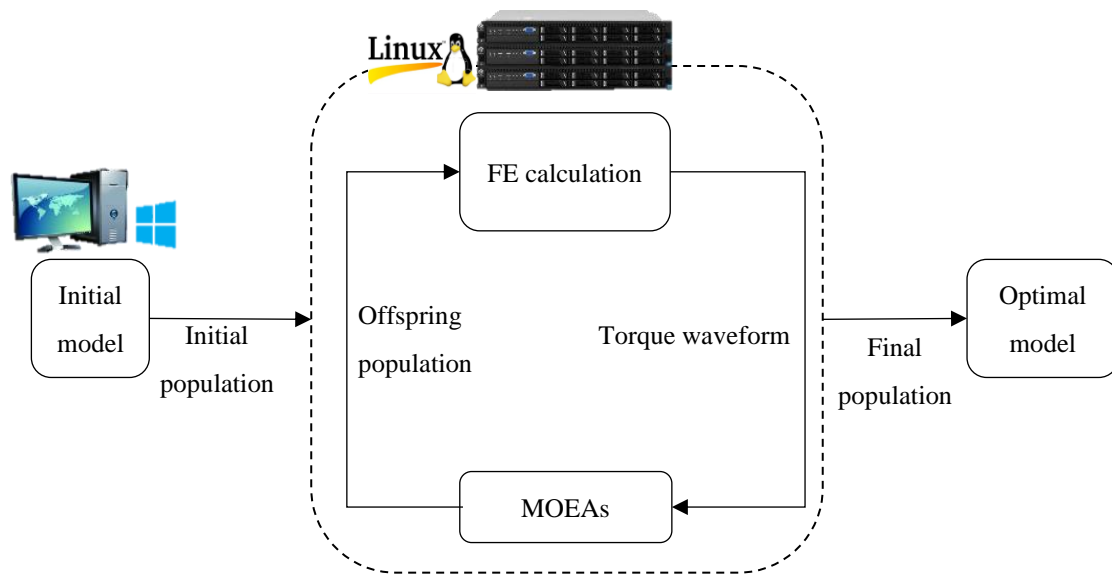 Linux
FE calculation
Initial
model
Initial
population
Offspring
population
Torque waveform
MOEAs
Final
population
Optimal
model